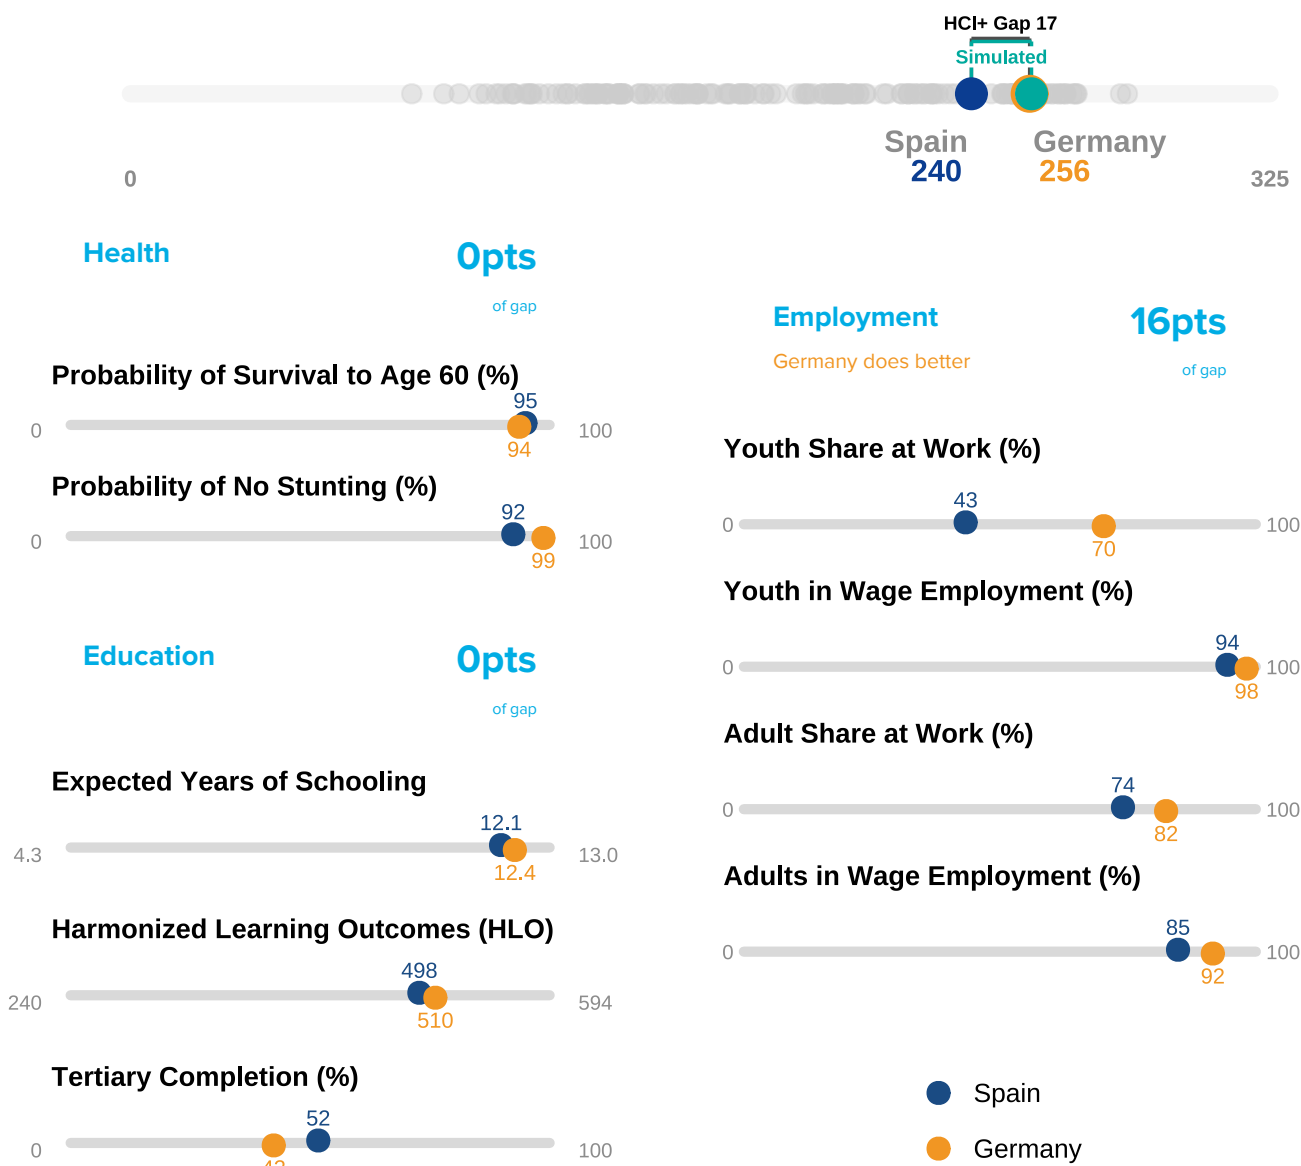 HCI+ Gap 17
Simulated
Spain Germany
240 256
0 325
Health 0pts
of gap
Probability of Survival to Age 60 (%)
95
0 100
94
Probability of No Stunting (%)
92
0 100
99
Education 0pts
of gap
Expected Years of Schooling
12.1
4.3 13.0
12.4
Harmonized Learning Outcomes (HLO)
498
240 594
510
Tertiary Completion (%)
52
0 100
Employment 16pts
Germany does better
of gap
Youth Share at Work (%)
43
0 100
70
Youth in Wage Employment (%)
94
0 100
98
Adult Share at Work (%)
74
0 100
82
Adults in Wage Employment (%)
85
0 100
92
Spain
Germany